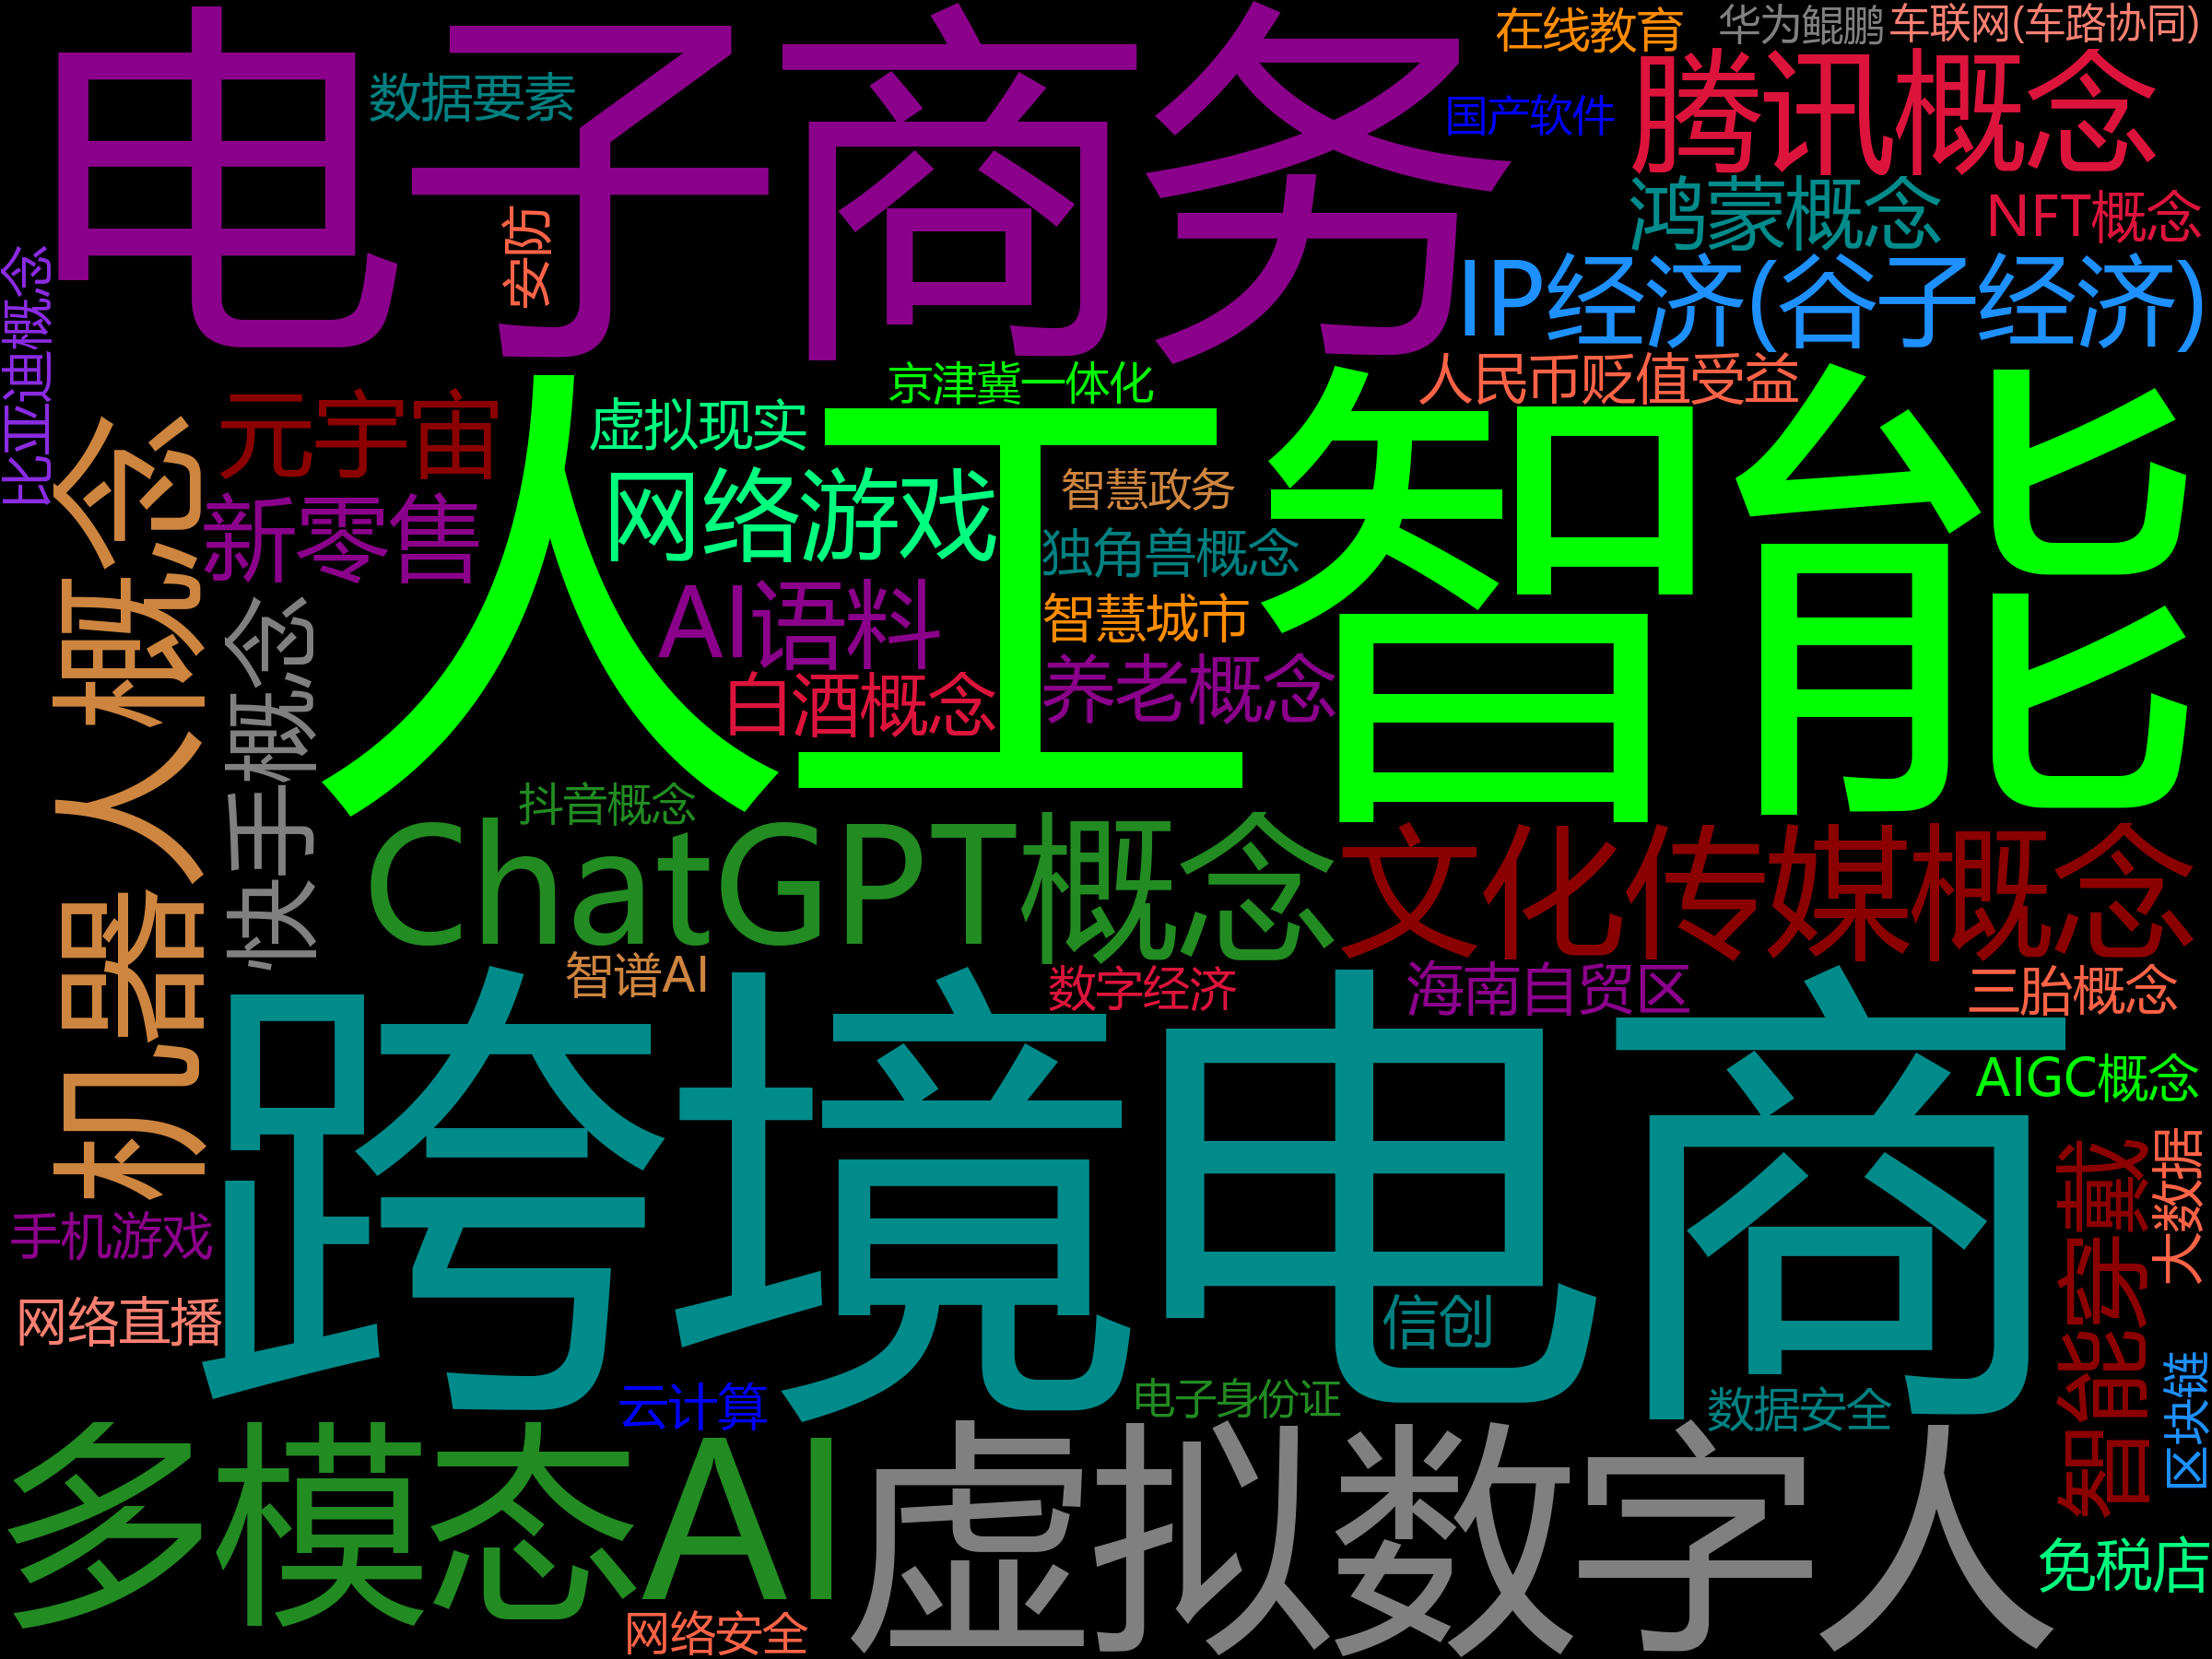 在线教育
华为鲲鹏
车联网(车路协同)
电子商务
数据要素
国产软件
腾讯概念
鸿蒙概念
NFT概念
安防
比亚迪概念
IP经济(谷子经济)
人民币贬值受益
京津冀一体化
元宇宙
虚拟现实
人工智能
机器人概念
新零售
网络游戏
智慧政务
独角兽概念
AI语料
智慧城市
养老概念
白酒概念
快手概念
抖音概念
ChatGPT概念
文化传媒概念
智谱AI
数字经济
海南自贸区
三胎概念
跨境电商
AIGC概念
大数据
智能穿戴
手机游戏
网络直播
信创
区块链
云计算
电子身份证
数据安全
多模态AI
虚拟数字人
免税店
网络安全